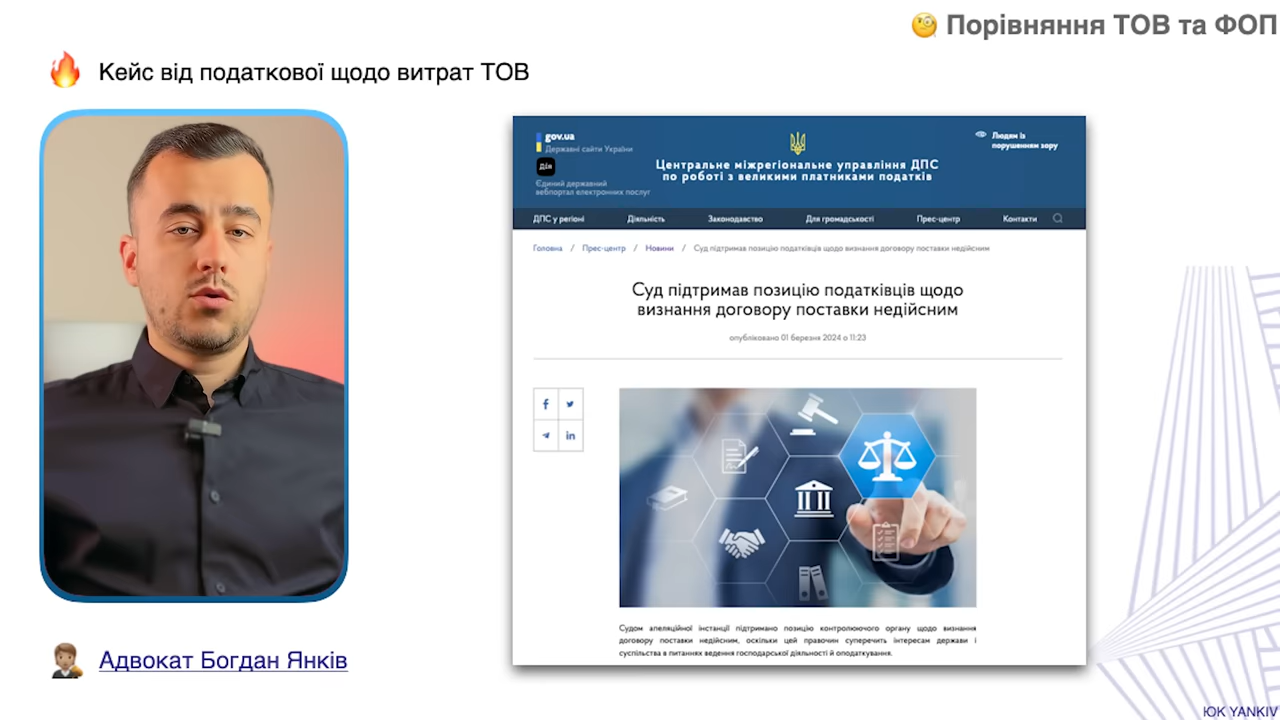 Порівняння ТОВ та ФОП
Кейс від податкової щодо витрат ТОВ
gov.ua
Державні сайти України
Дія
Єдиний державний
вебпортал електронних послуг
Центральне міжрегіональне управління ДПС
по роботі з великими платниками податків
Людям із
порушенням зору
ДПС у регіоні
Діяльність
Законодавство
Для громадськості
Прес-центр
Контакти
Головна / Прес-центр / Новини / Суд підтримав позицію податківців щодо визнання договору поставки недійсним
Суд підтримав позицію податківців щодо
визнання договору поставки недійсним
опубліковано 01 березня 2024 о 11:23
Судом апеляційної інстанції підтримано позицію контролюючого органу щодо визнання
договору поставки недійсним, оскільки цей правочин суперечить інтересам держави і
суспільства в питаннях ведення господарської діяльності й оподаткування.
Адвокат Богдан Янків
ЮК YANKIV